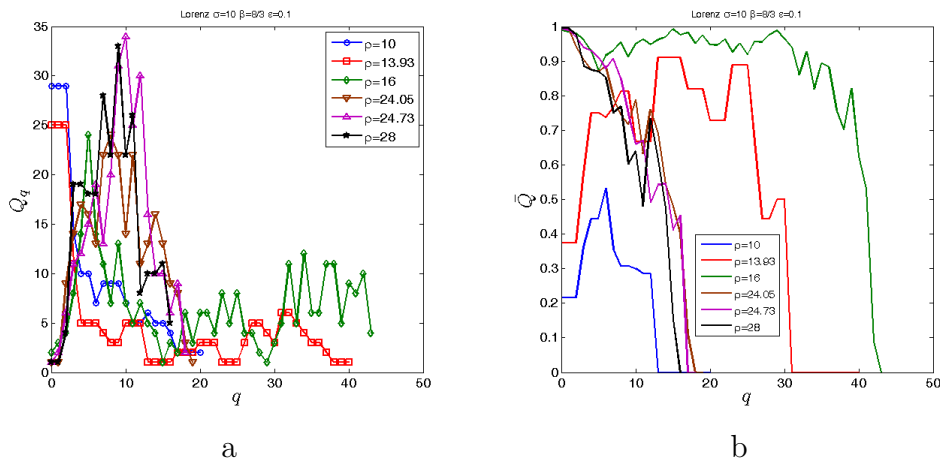 Lorenz σ=10 β=8/3 ε=0.1
35
30
25
20
15
10
5
0
Q_q
0 10 20 30 40 50 60
q
ρ=10
ρ=13.93
ρ=16
ρ=24.05
ρ=24.73
ρ=28
a
Lorenz σ=10 β=8/3 ε=0.1
1
0.9
0.8
0.7
0.6
0.5
0.4
0.3
0.2
0.1
0
Q̄
0 10 20 30 40 50
q
ρ=10
ρ=13.93
ρ=16
ρ=24.05
ρ=24.73
ρ=28
b